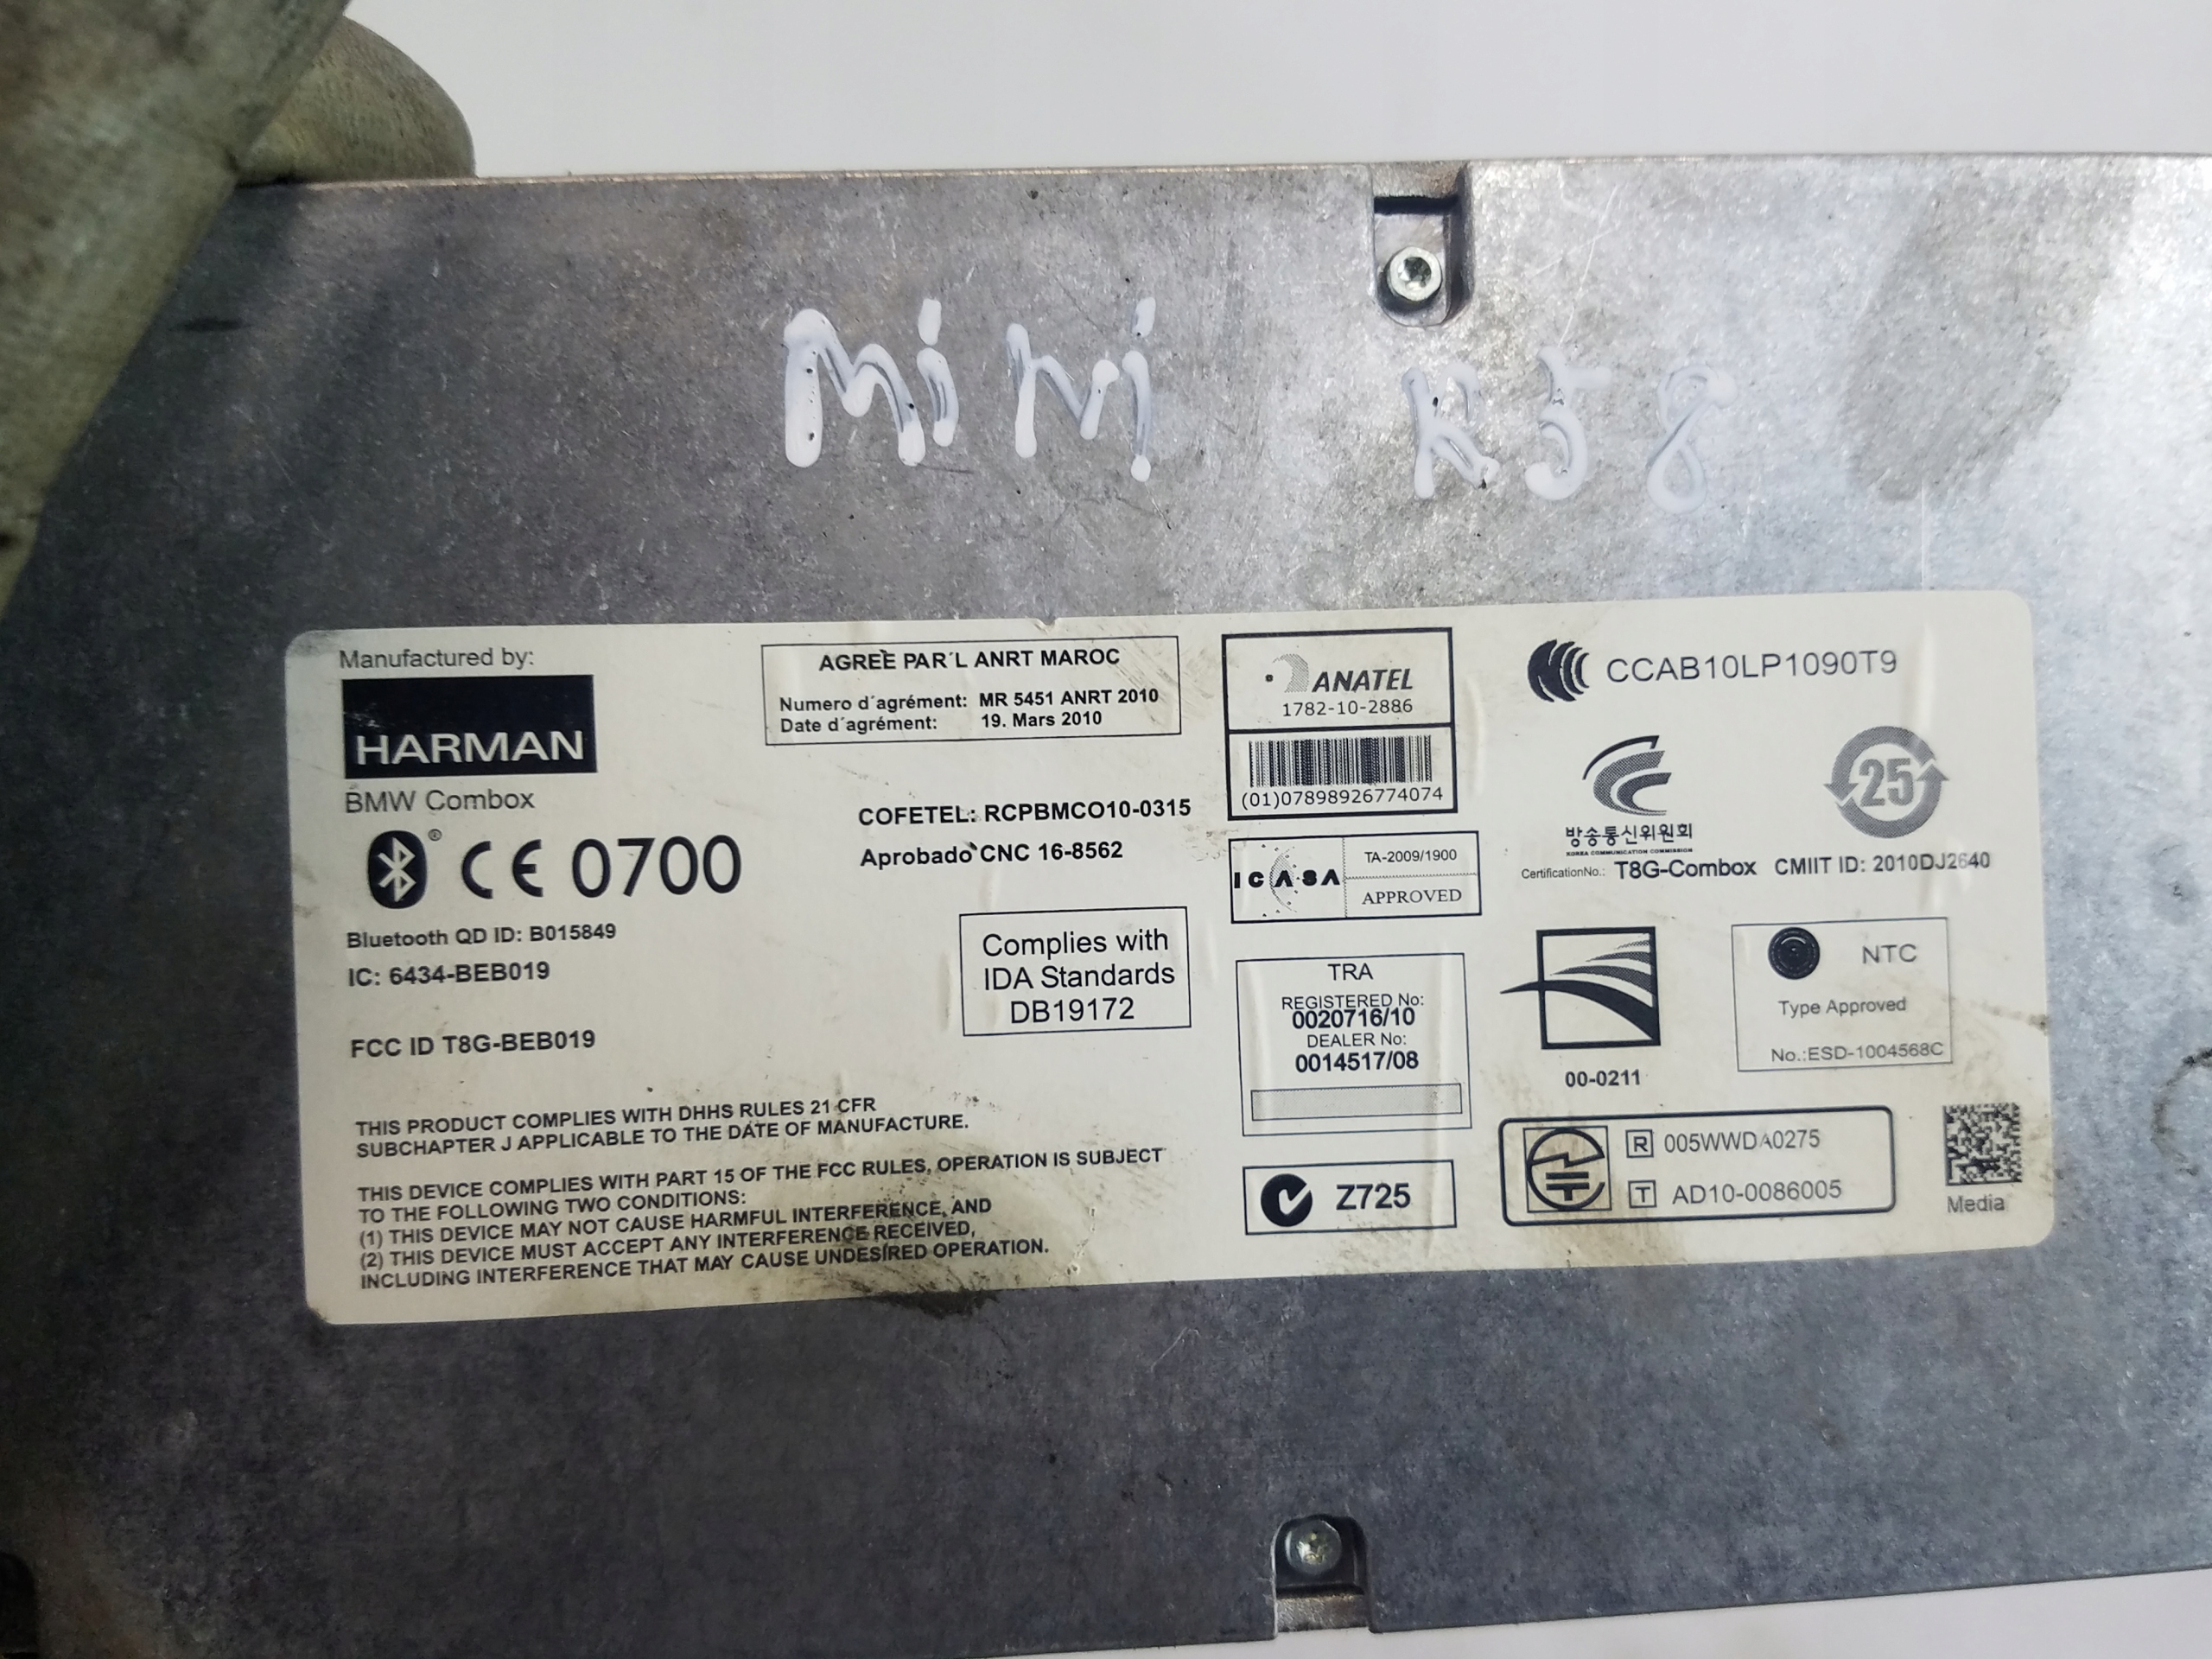 Mini K58
Manufactured by:
HARMAN
BMW Combox
CE 0700
Bluetooth QD ID: B015849
IC: 6434-BEB019
FCC ID T8G-BEB019
THIS PRODUCT COMPLIES WITH DHHS RULES 21 CFR
SUBCHAPTER J APPLICABLE TO THE DATE OF MANUFACTURE.
THIS DEVICE COMPLIES WITH PART 15 OF THE FCC RULES, OPERATION IS SUBJECT
TO THE FOLLOWING TWO CONDITIONS:
(1) THIS DEVICE MAY NOT CAUSE HARMFUL INTERFERENCE, AND
(2) THIS DEVICE MUST ACCEPT ANY INTERFERENCE RECEIVED,
INCLUDING INTERFERENCE THAT MAY CAUSE UNDESIRED OPERATION.
AGREE PAR´L ANRT MAROC
Numero d´agrément: MR 5451 ANRT 2010
Date d´agrément: 19. Mars 2010
COFETEL: RCPBMCO10-0315
Aprobado CNC 16-8562
Complies with
IDA Standards
DB19172
ANATEL
1782-10-2886
(01)07898926774074
ICASA
TA-2009/1900
APPROVED
TRA
REGISTERED No:
0020716/10
DEALER No:
0014517/08
Z725
CCAB10LP1090T9
방송통신위원회
KOREA COMMUNICATION COMMISSION
25
CertificationNo.: T8G-Combox CMIIT ID: 2010DJ2640
00-0211
NTC
Type Approved
No.:ESD-1004568C
R 005WWDA0275
T AD10-0086005
Media